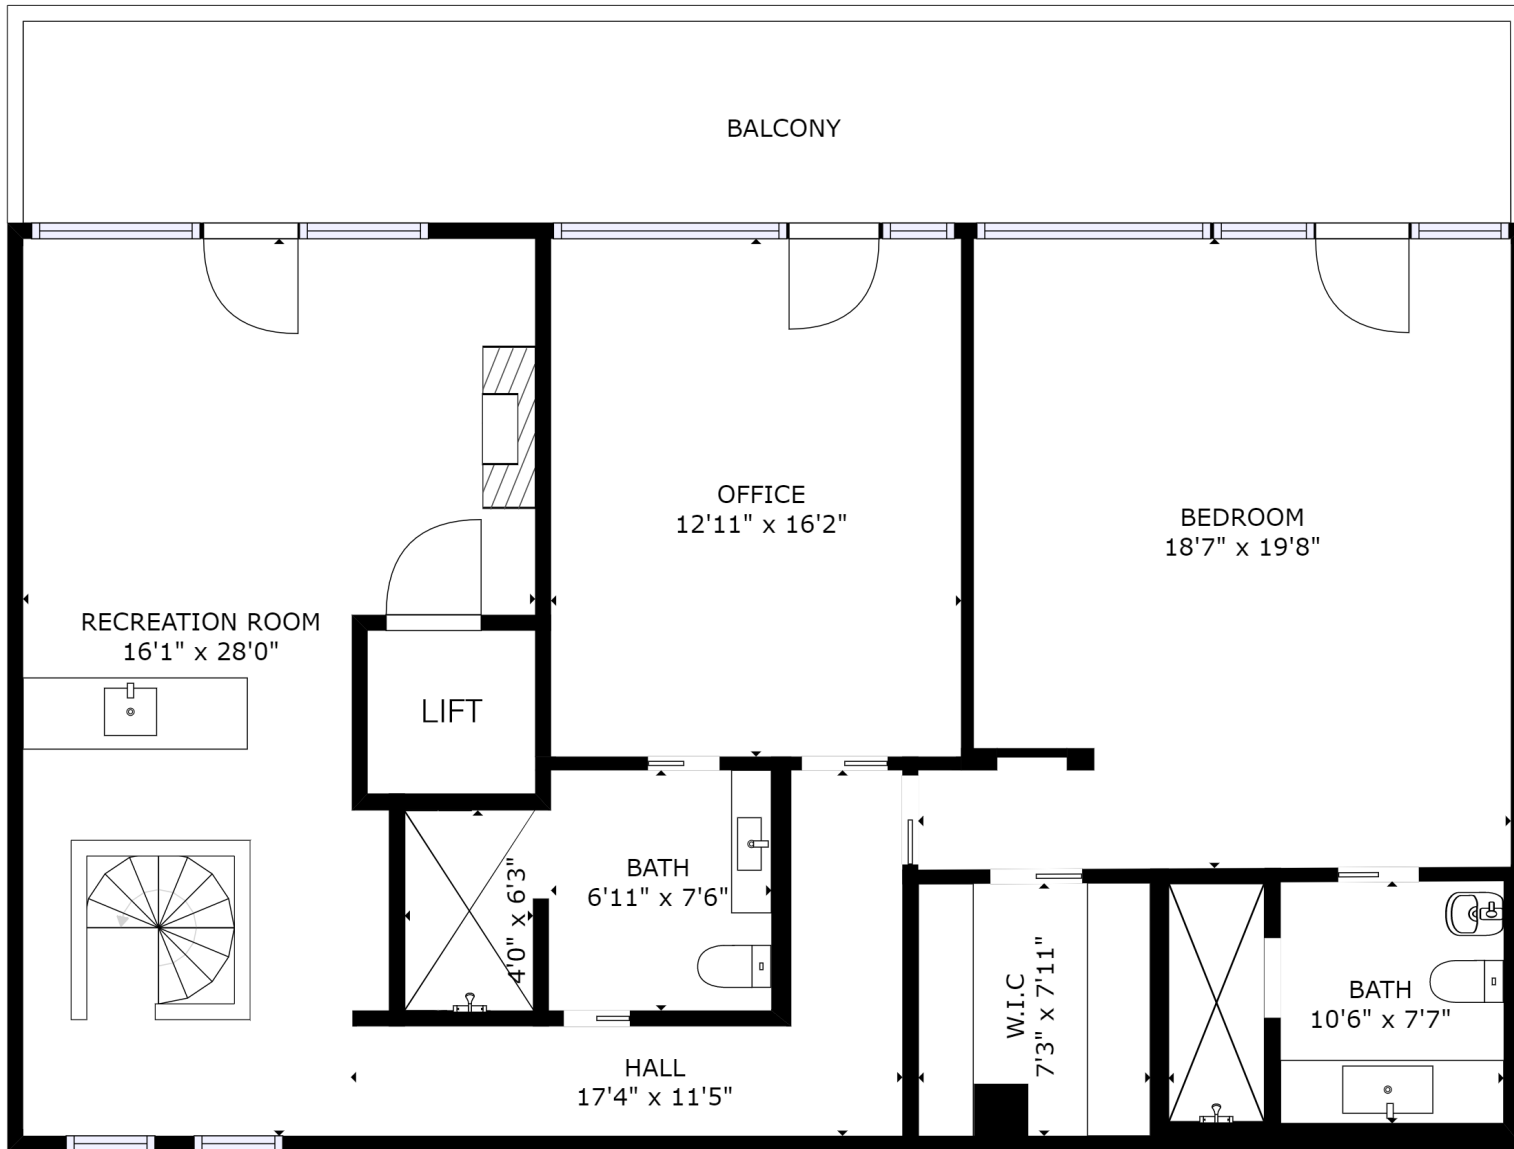 BALCONY
OFFICE
12'11" x 16'2"
BEDROOM
18'7" x 19'8"
RECREATION ROOM
16'1" x 28'0"
LIFT
BATH
6'11" x 7'6"
4'0" x 6'3"
W.I.C
7'3" x 7'11"
BATH
10'6" x 7'7"
HALL
17'4" x 11'5"